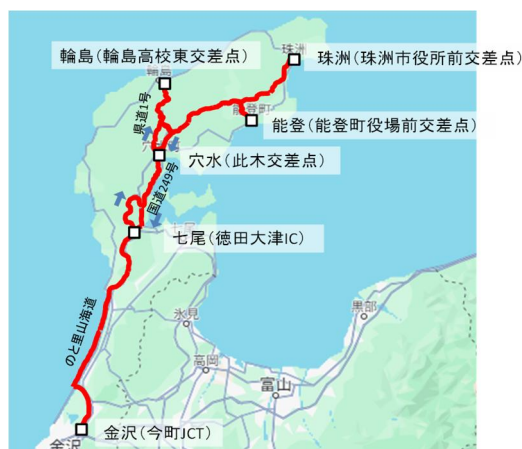 輪島(輪島高校東交差点)
輪島
珠洲
珠洲(珠洲市役所前交差点)
県道1号
能登町
能登(能登町役場前交差点)
穴水(此木交差点)
国道249号
七尾(徳田大津IC)
のと里山海道
氷見
黒部
高岡
富山
金沢(今町JCT)
金沢